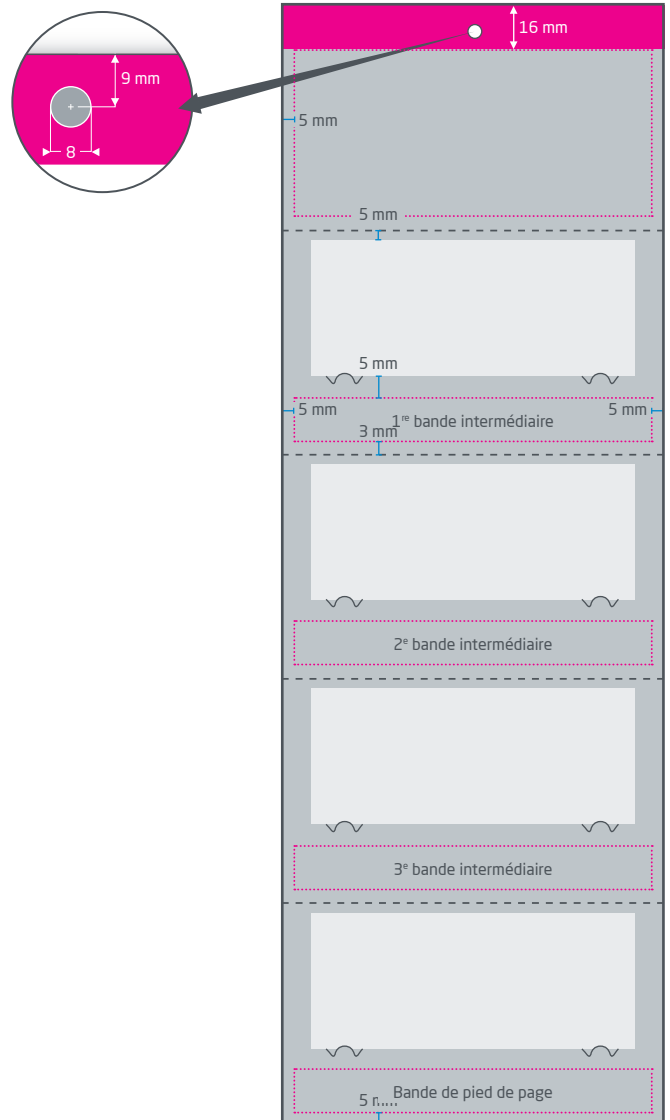 16 mm
9 mm
8
5 mm
5 mm
5 mm
5 mm
5 mm
1re bande intermédiaire
3 mm
2e bande intermédiaire
3e bande intermédiaire
Bande de pied de page
5